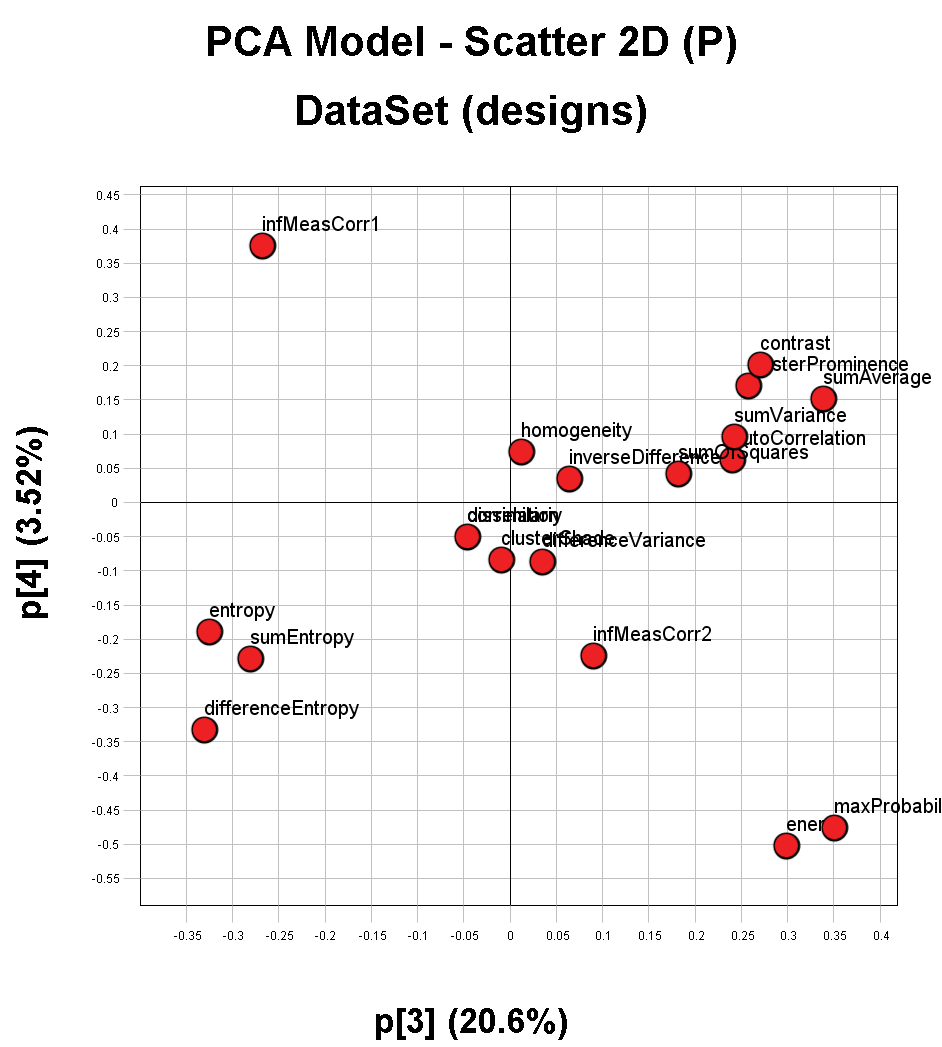 PCA Model - Scatter 2D (P)
DataSet (designs)
0.45
0.4
0.35
0.3
0.25
0.2
0.15
0.1
0.05
0
-0.05
-0.1
-0.15
-0.2
-0.25
-0.3
-0.35
-0.4
-0.45
-0.5
-0.55
p[4] (3.52%)
infMeasCorr1
contrast
sterProminence
sumAverage
sumVariance
utoCorrelation
homogeneity
inverseDifference
sumOfSquares
clusterShade
differenceVariance
entropy
sumEntropy
infMeasCorr2
differenceEntropy
maxProbabil
ener
-0.35
-0.3
-0.25
-0.2
-0.15
-0.1
-0.05
0
0.05
0.1
0.15
0.2
0.25
0.3
0.35
0.4
p[3] (20.6%)